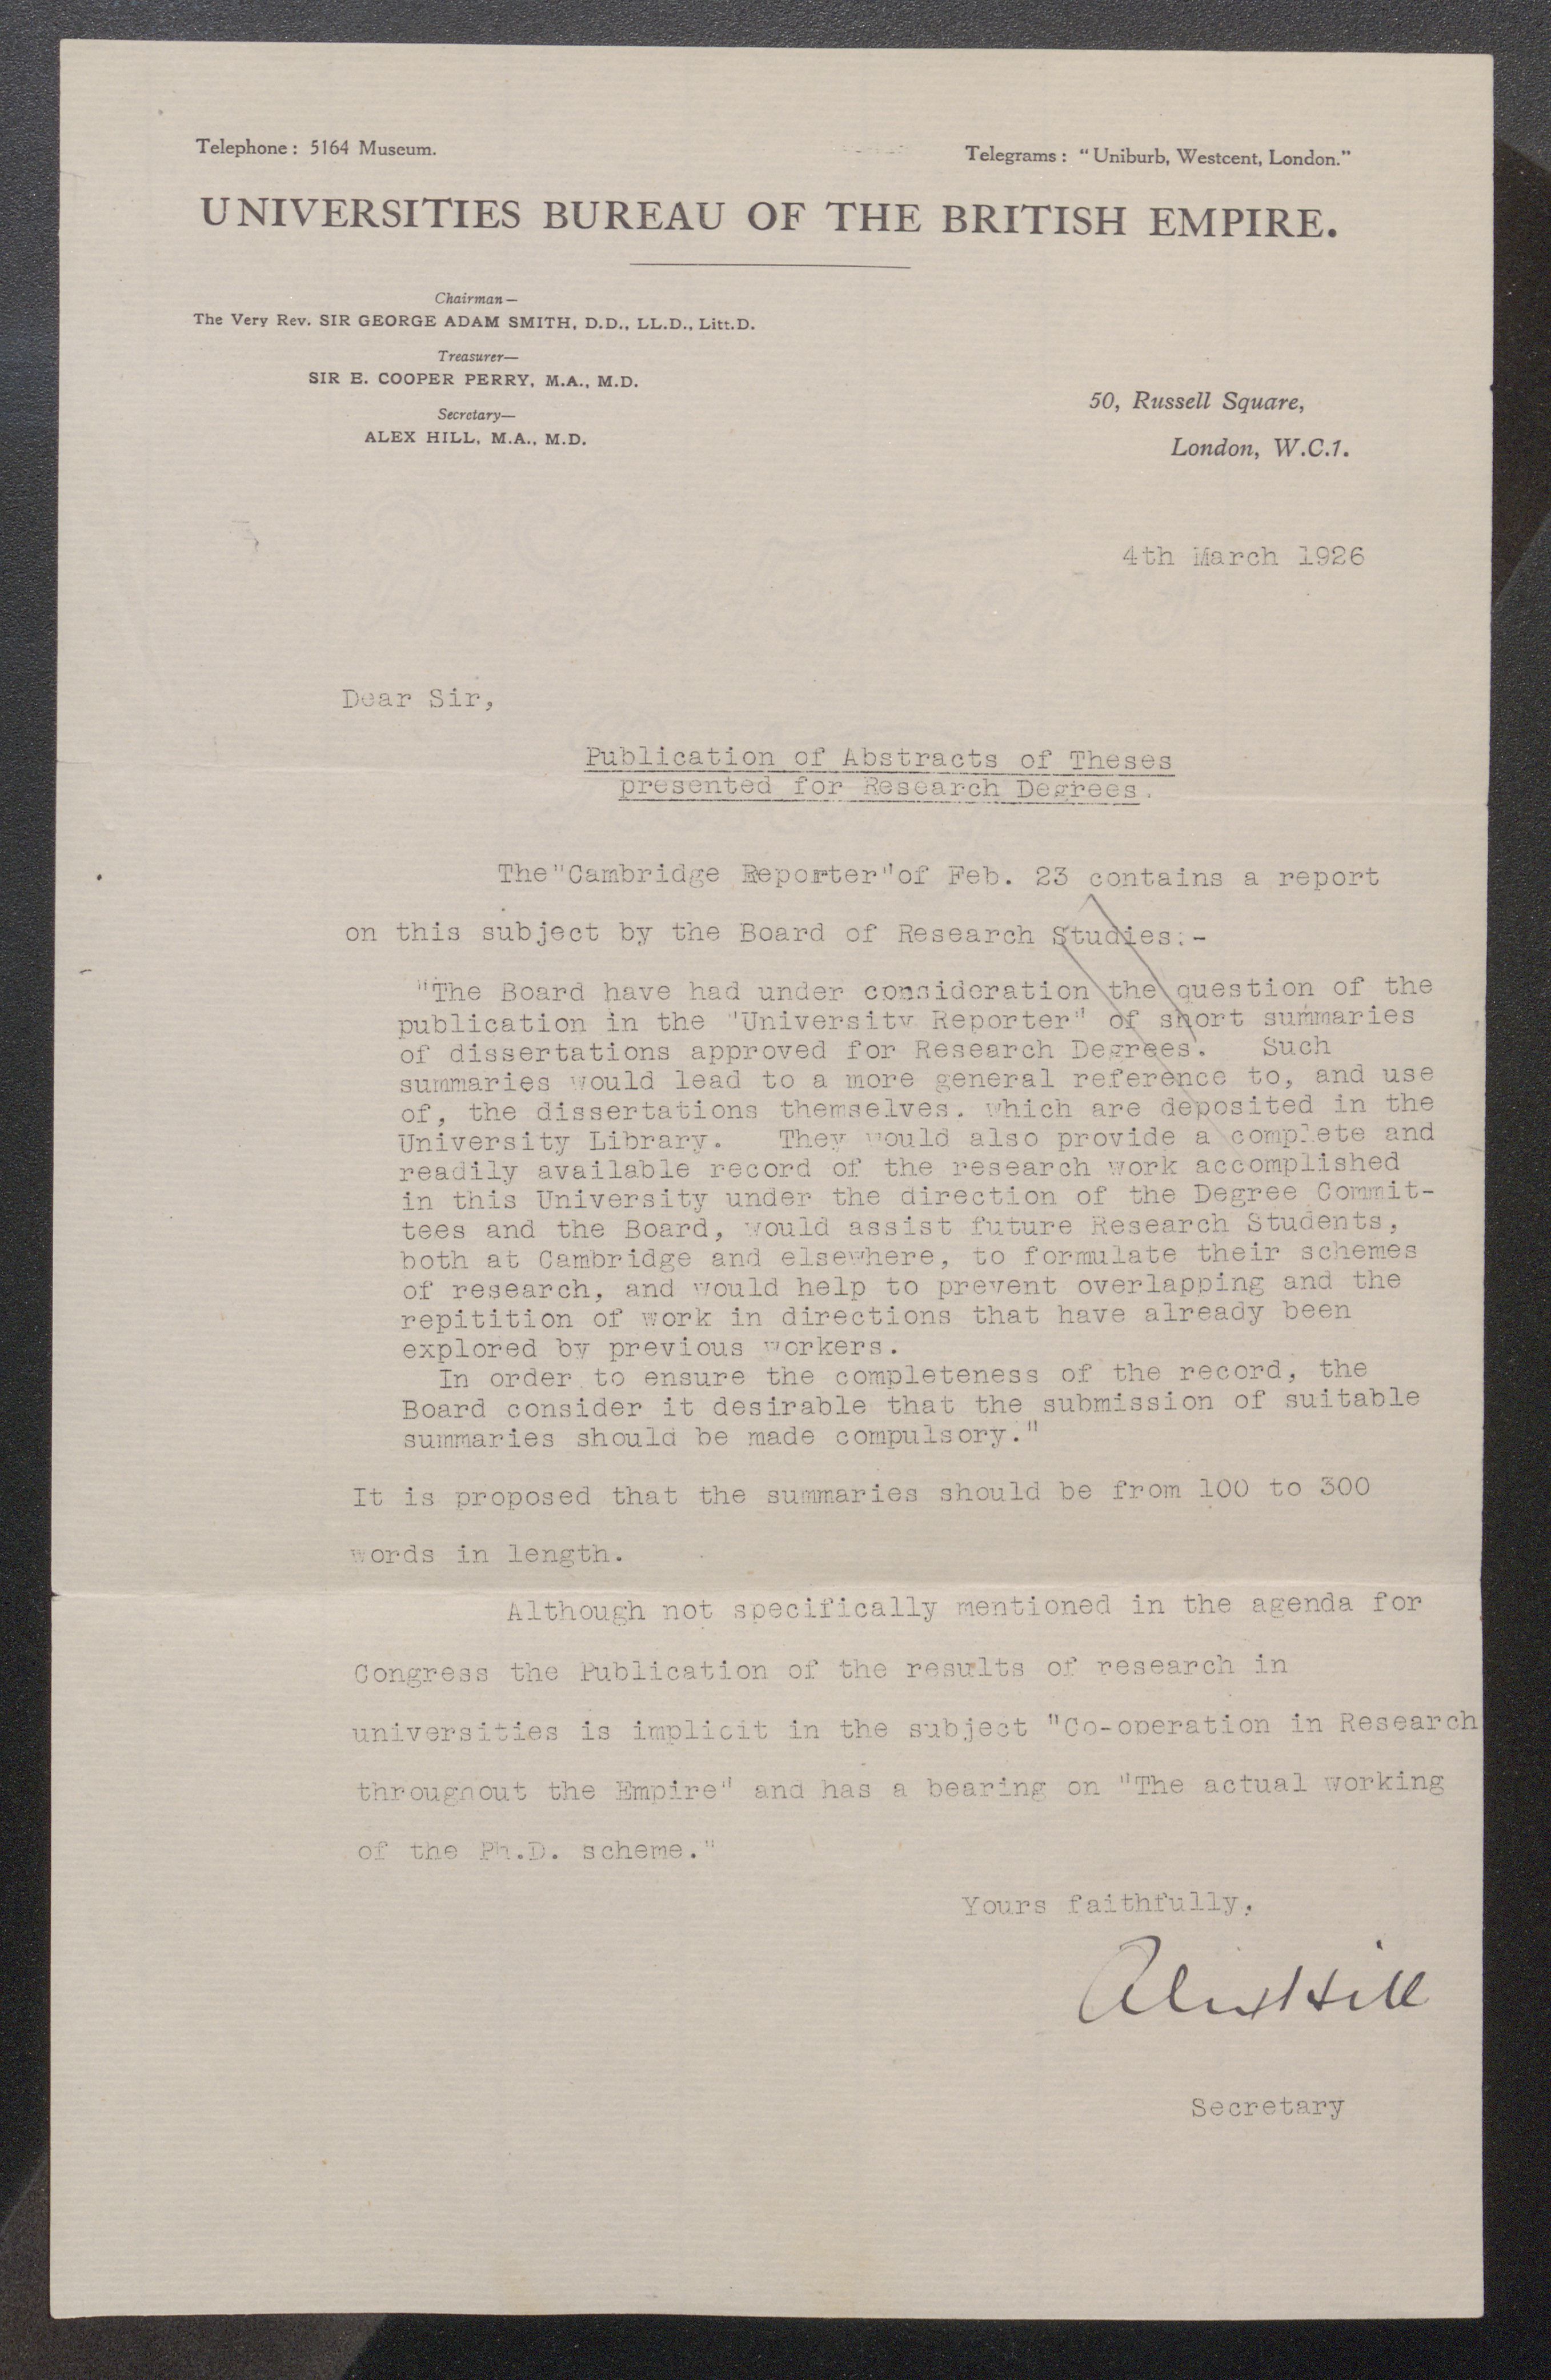 Telephone: 5164 Museum.
Telegrams: "Uniburb, Westcent, London."
UNIVERSITIES BUREAU OF THE BRITISH EMPIRE.
Chairman—
The Very Rev. SIR GEORGE ADAM SMITH, D.D., LL.D., Litt.D.
Treasurer—
SIR E. COOPER PERRY, M.A., M.D.
Secretary—
ALEX HILL, M.A., M.D.
50, Russell Square,
London, W.C.1.
4th March 1926
Dear Sir,
Publication of Abstracts of Theses
presented for Research Degrees.
The "Cambridge Reporter" of Feb. 23 contains a report
on this subject by the Board of Research Studies:-
"The Board have had under consideration the question of the
publication in the "University Reporter" of short summaries
of dissertations approved for Research Degrees. Such
summaries would lead to a more general reference to, and use
of, the dissertations themselves, which are deposited in the
University Library. They would also provide a complete and
readily available record of the research work accomplished
in this University under the direction of the Degree Commit-
tees and the Board, would assist future Research Students,
both at Cambridge and elsewhere, to formulate their schemes
of research, and would help to prevent overlapping and the
repitition of work in directions that have already been
explored by previous workers.
In order to ensure the completeness of the record, the
Board consider it desirable that the submission of suitable
summaries should be made compulsory."
It is proposed that the summaries should be from 100 to 300
words in length.
Although not specifically mentioned in the agenda for
Congress the Publication of the results of research in
universities is implicit in the subject "Co-operation in Research
throughout the Empire" and has a bearing on "The actual working
of the Ph.D. scheme."
Yours faithfully,
Alex Hill
Secretary